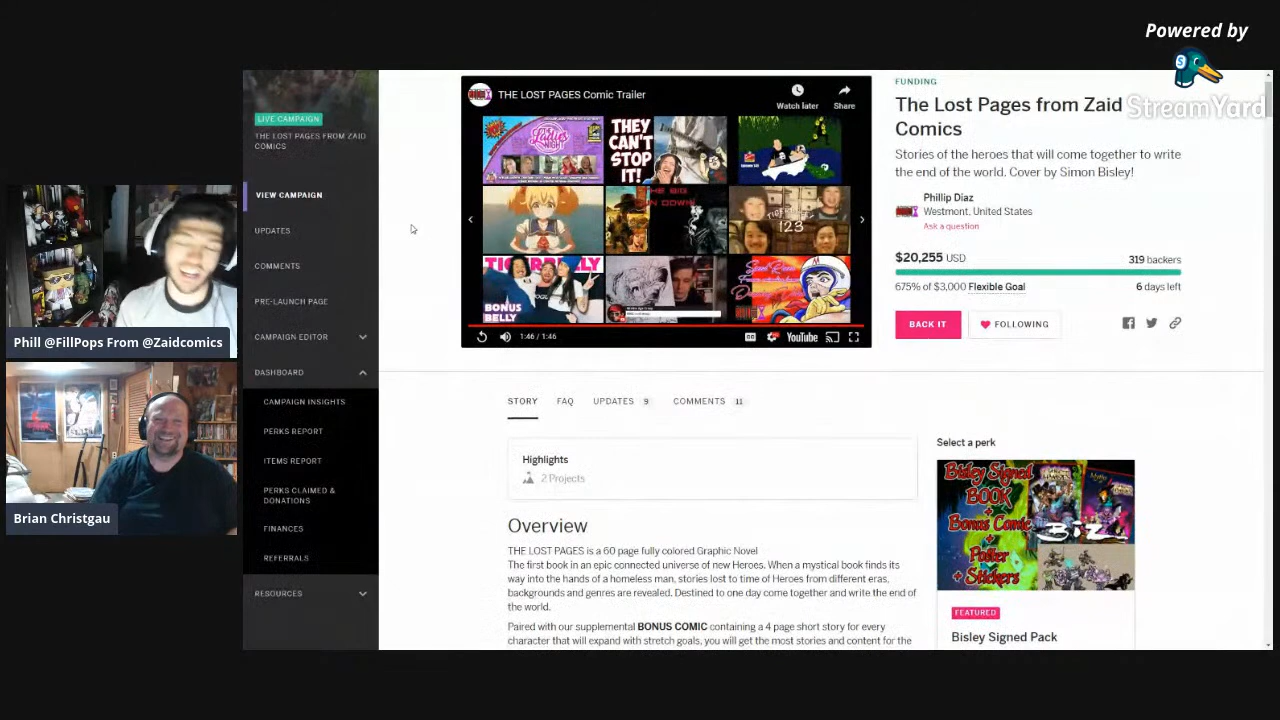 Powered by
StreamYard
LIVE CAMPAIGN
THE LOST PAGES FROM ZAID
COMICS
VIEW CAMPAIGN
UPDATES
COMMENTS
PRE-LAUNCH PAGE
CAMPAIGN EDITOR
DASHBOARD
CAMPAIGN INSIGHTS
PERKS REPORT
ITEMS REPORT
PERKS CLAIMED &
DONATIONS
FINANCES
REFERRALS
RESOURCES
Phill @FillPops From @Zaidcomics
Brian Christgau
THE LOST PAGES Comic Trailer
Watch later
Share
THEY
CAN'T
STOP
IT!
123
BONUS
BELLY
1:46 / 1:46
YouTube
FUNDING
The Lost Pages from Zaid
Comics
Stories of the heroes that will come together to write
the end of the world. Cover by Simon Bisley!
Phillip Diaz
Westmont, United States
Ask a question
$20,255 USD
319 backers
675% of $3,000 Flexible Goal
6 days left
BACK IT
FOLLOWING
STORY
FAQ
UPDATES 9
COMMENTS 11
Highlights
2 Projects
Overview
THE LOST PAGES is a 60 page fully colored Graphic Novel
The first book in an epic connected universe of new Heroes. When a mystical book finds its
way into the hands of a homeless man, stories lost to time of Heroes from different eras,
backgrounds and genres are revealed. Destined to one day come together and write the end of
the world.
Paired with our supplemental BONUS COMIC containing a 4 page short story for every
character that will expand with stretch goals, you will get the most stories and content for the
Select a perk
Bisley Signed
BOOK
+
Bonus Comic
+
Poster
+ Stickers
FEATURED
Bisley Signed Pack